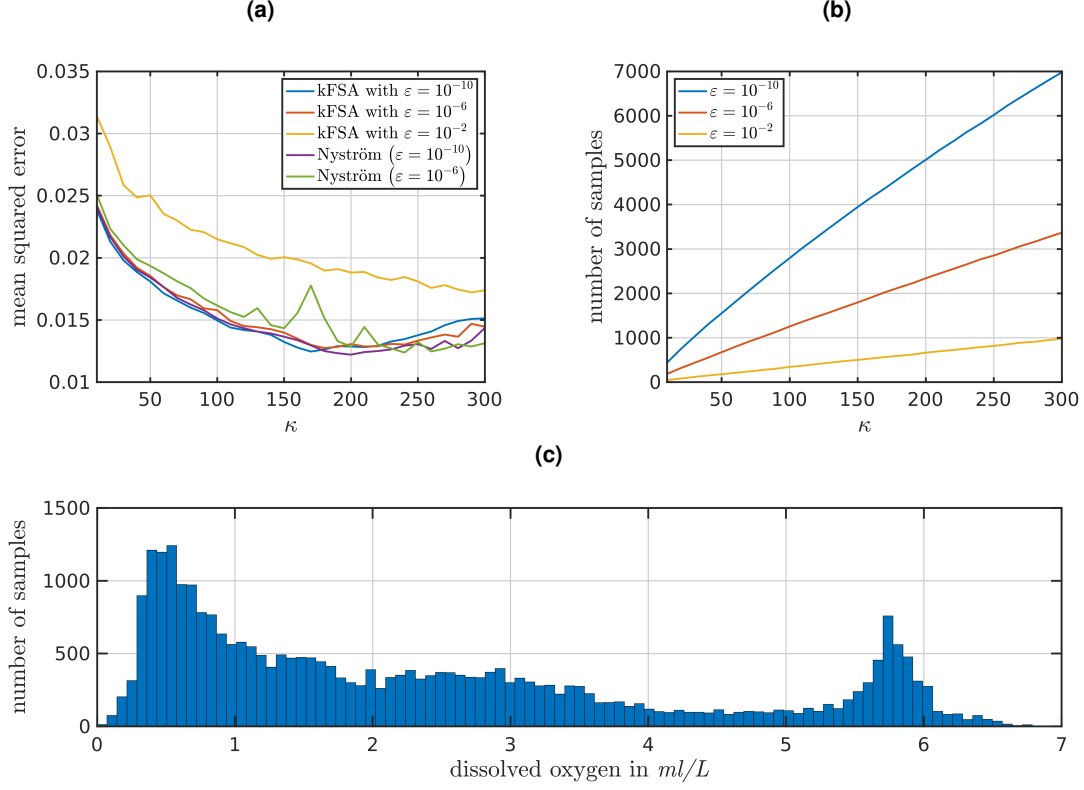 (a)
0.035
0.03
0.025
0.02
0.015
0.01
mean squared error
50 100 150 200 250 300
κ
kFSA with ε = 10⁻¹⁰
kFSA with ε = 10⁻⁶
kFSA with ε = 10⁻²
Nyström (ε = 10⁻¹⁰)
Nyström (ε = 10⁻⁶)
(b)
7000
6000
5000
4000
3000
2000
1000
0
number of samples
50 100 150 200 250 300
κ
ε = 10⁻¹⁰
ε = 10⁻⁶
ε = 10⁻²
(c)
1500
1000
500
0
number of samples
0 1 2 3 4 5 6 7
dissolved oxygen in ml/L